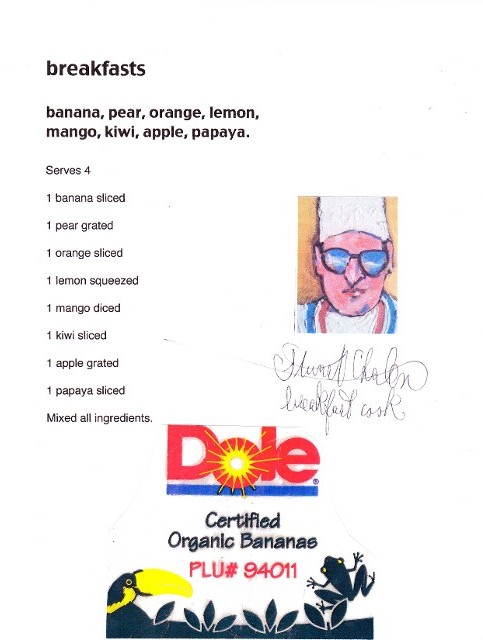 breakfasts
banana, pear, orange, lemon,
mango, kiwi, apple, papaya.
Serves 4
1 banana sliced
1 pear grated
1 orange sliced
1 lemon squeezed
1 mango diced
1 kiwi sliced
1 apple grated
1 papaya sliced
Mixed all ingredients.
breakfast cook
Dole®
Certified
Organic Bananas
PLU# 94011